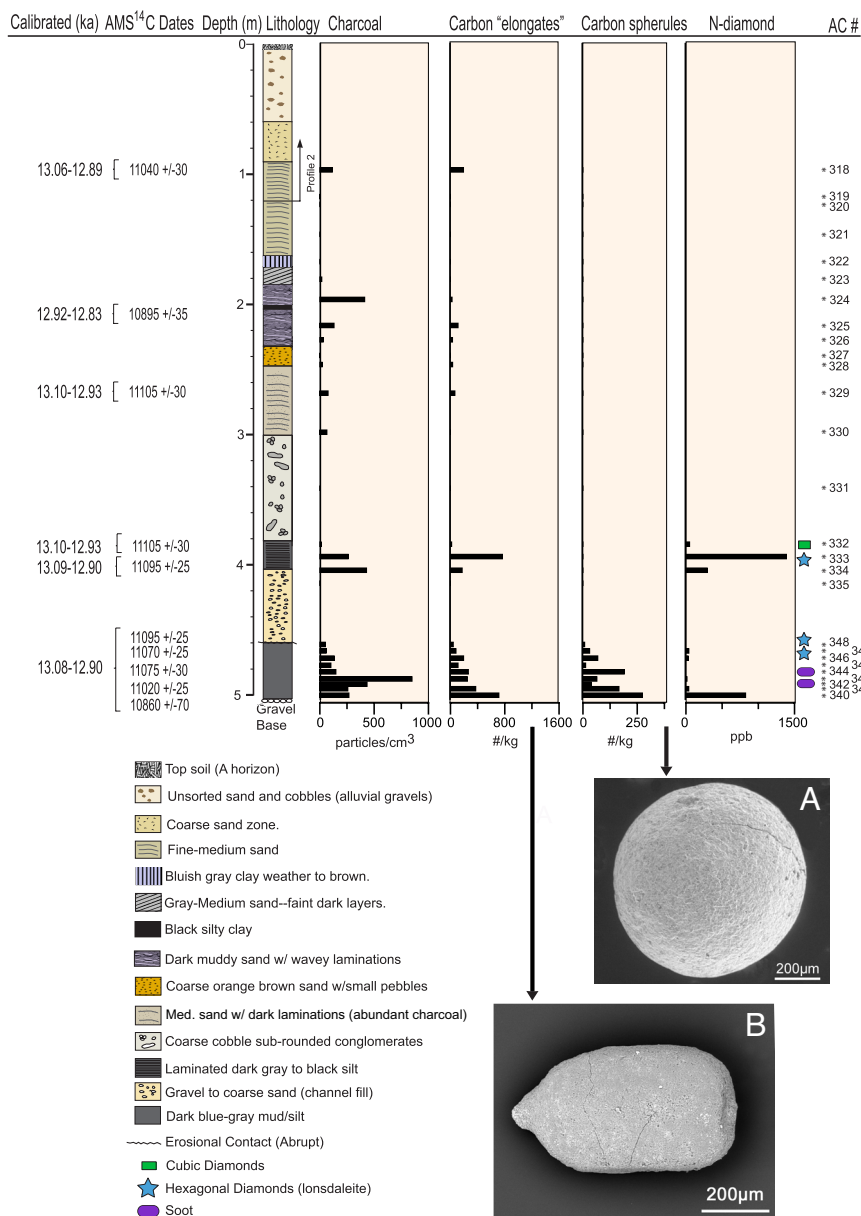 Calibrated (ka) AMS14C Dates Depth (m) Lithology Charcoal Carbon “elongates” Carbon spherules N-diamond AC #
0
13.06-12.89 11040 +/-30 1 Profile 2 * 318
* 319
* 320
* 321
* 322
* 323
2 * 324
12.92-12.83 10895 +/-35 * 325
* 326
* 327
* 328
13.10-12.93 11105 +/-30 * 329
3 * 330
* 331
13.10-12.93 11105 +/-30 * 332
* 333
13.09-12.90 11095 +/-25 4 * 334
* 335
11095 +/-25 * 348
11070 +/-25 * 346 34
13.08-12.90 11075 +/-30 * 344 34
11020 +/-25 * 342 34
10860 +/-70 5 * 340
Gravel
Base
0 500 1000 0 800 1600 0 250 0 1500
particles/cm3 #/kg #/kg ppb
Top soil (A horizon)
Unsorted sand and cobbles (alluvial gravels)
Coarse sand zone.
Fine-medium sand
Bluish gray clay weather to brown.
Gray-Medium sand--faint dark layers.
Black silty clay
Dark muddy sand w/ wavey laminations
Coarse orange brown sand w/small pebbles
Med. sand w/ dark laminations (abundant charcoal)
Coarse cobble sub-rounded conglomerates
Laminated dark gray to black silt
Gravel to coarse sand (channel fill)
Dark blue-gray mud/silt
Erosional Contact (Abrupt)
Cubic Diamonds
Hexagonal Diamonds (lonsdaleite)
Soot
A
200µm
B
200µm